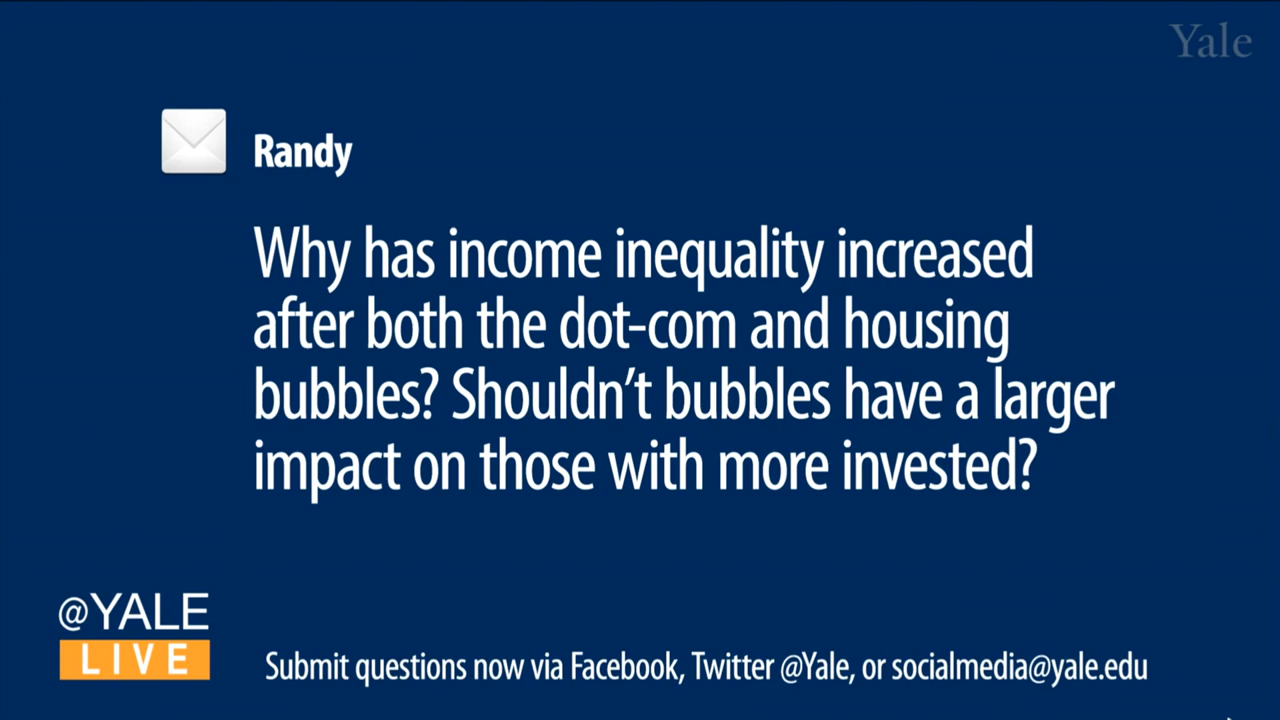 Yale
Randy
Why has income inequality increased
after both the dot-com and housing
bubbles? Shouldn’t bubbles have a larger
impact on those with more invested?
@YALE
LIVE
Submit questions now via Facebook, Twitter @Yale, or socialmedia@yale.edu